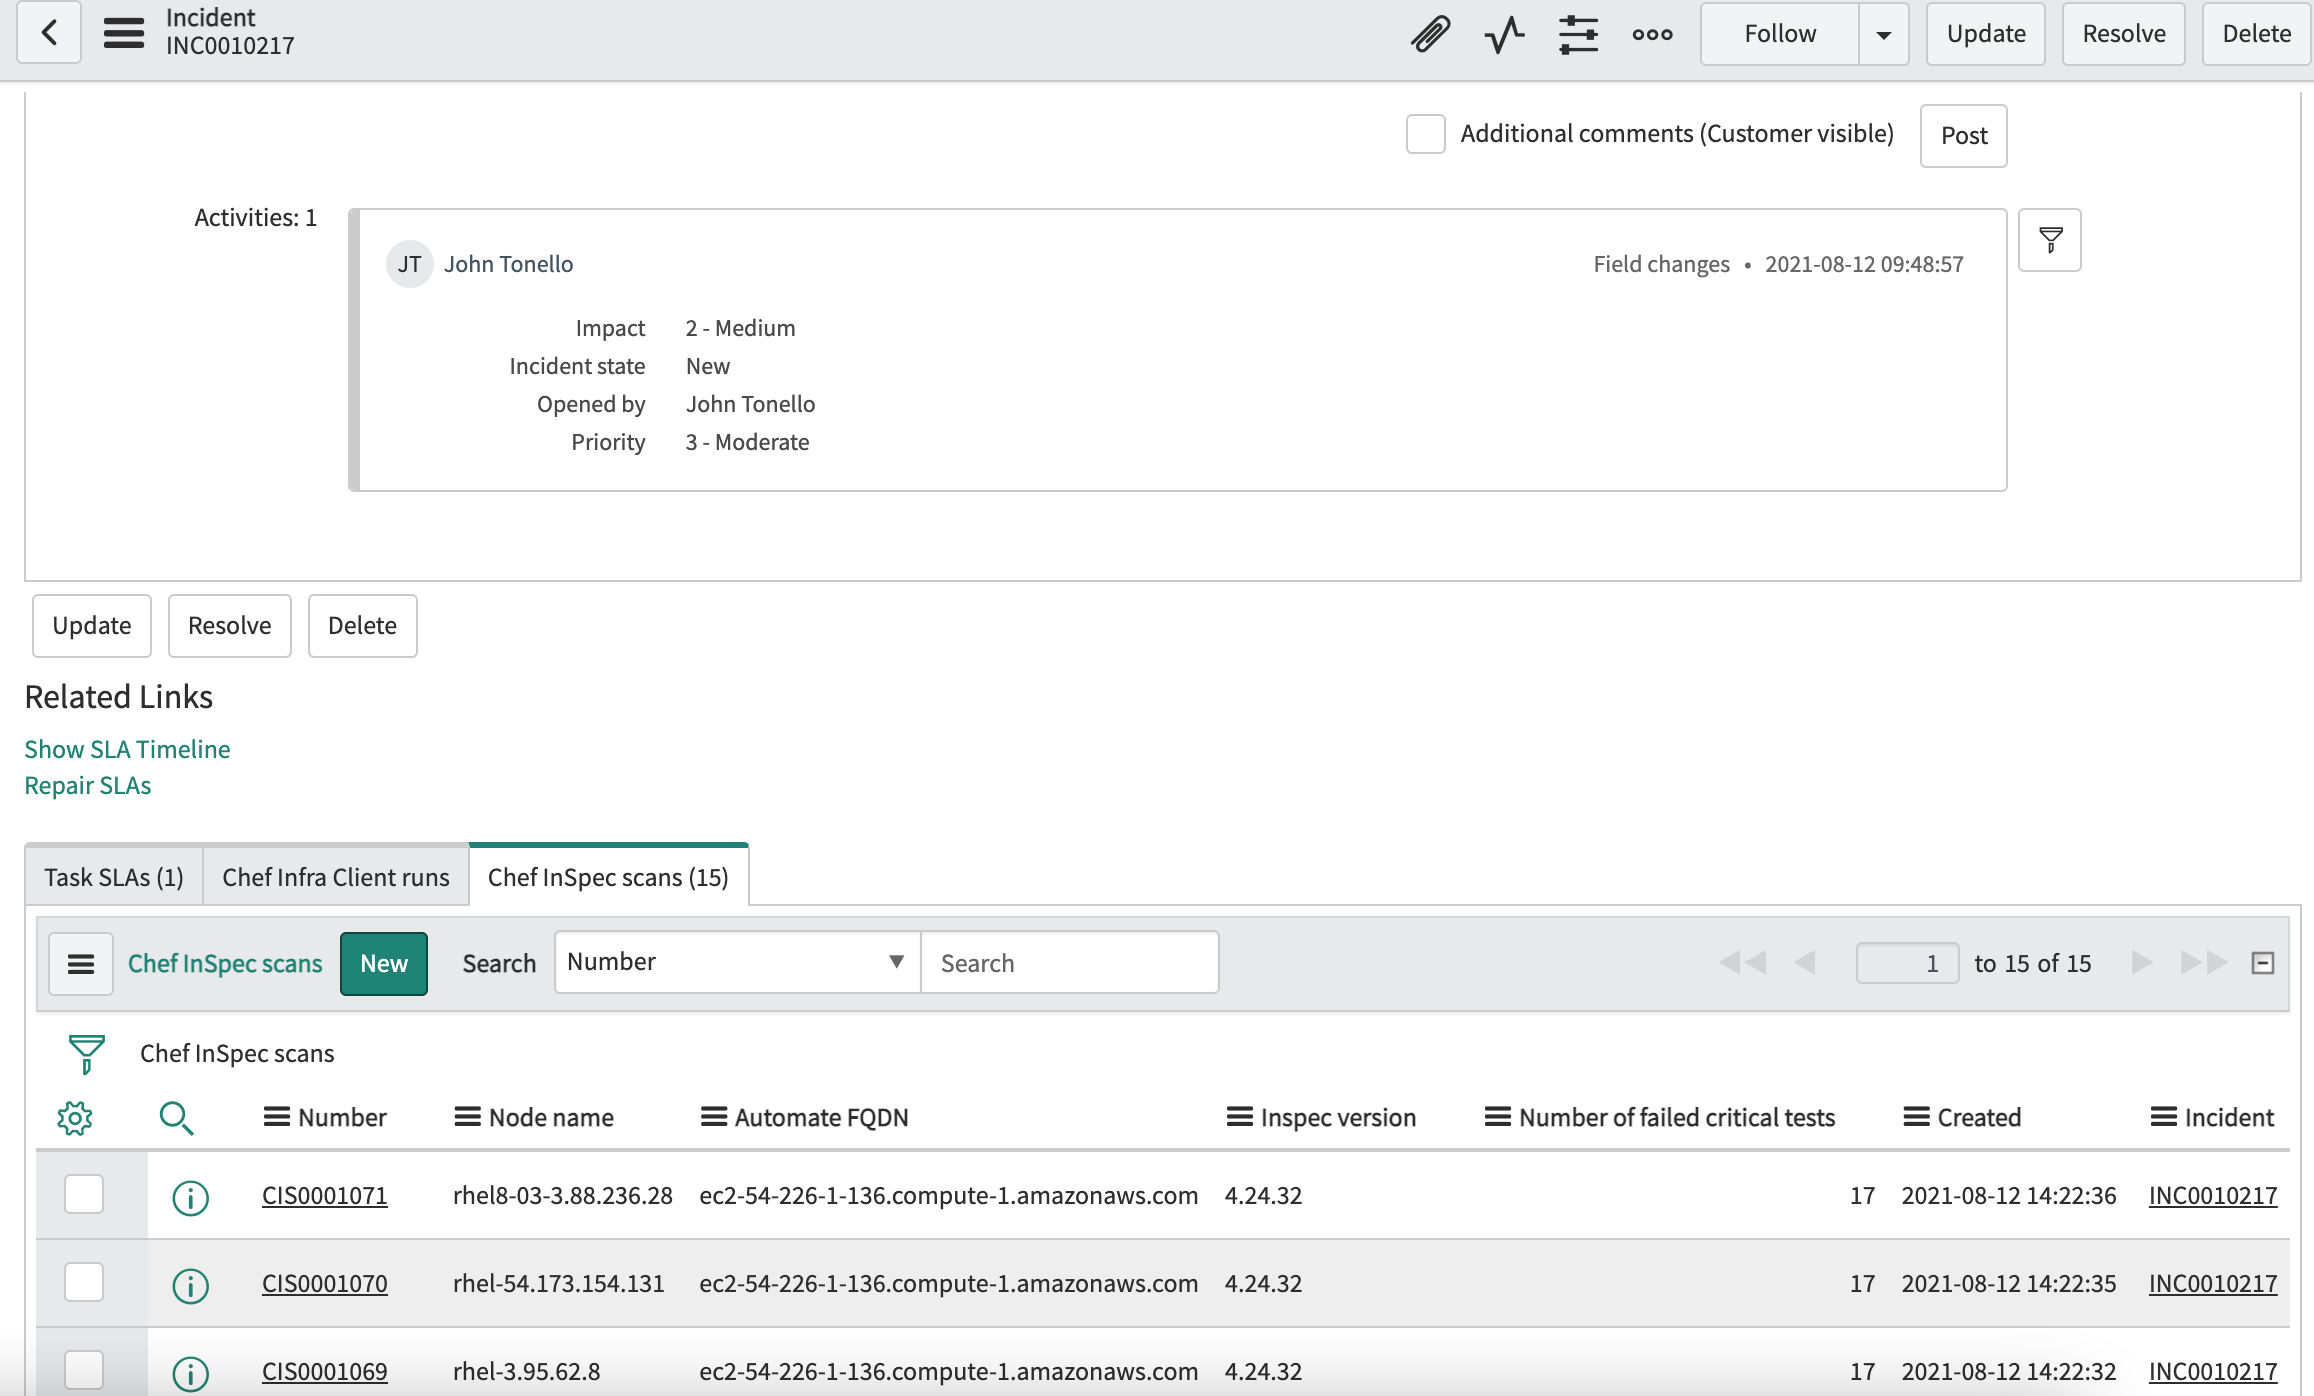 Incident
INC0010217
Follow
Update
Resolve
Delete
Additional comments (Customer visible)
Post
Activities: 1
JT
John Tonello
Field changes • 2021-08-12 09:48:57
Impact 2 - Medium
Incident state New
Opened by John Tonello
Priority 3 - Moderate
Update
Resolve
Delete
Related Links
Show SLA Timeline
Repair SLAs
Task SLAs (1)
Chef Infra Client runs
Chef InSpec scans (15)
Chef InSpec scans New Search Number Search 1 to 15 of 15
Chef InSpec scans
Number Node name Automate FQDN Inspec version Number of failed critical tests Created Incident
CIS0001071 rhel8-03-3.88.236.28 ec2-54-226-1-136.compute-1.amazonaws.com 4.24.32 17 2021-08-12 14:22:36 INC0010217
CIS0001070 rhel-54.173.154.131 ec2-54-226-1-136.compute-1.amazonaws.com 4.24.32 17 2021-08-12 14:22:35 INC0010217
CIS0001069 rhel-3.95.62.8 ec2-54-226-1-136.compute-1.amazonaws.com 4.24.32 17 2021-08-12 14:22:32 INC0010217